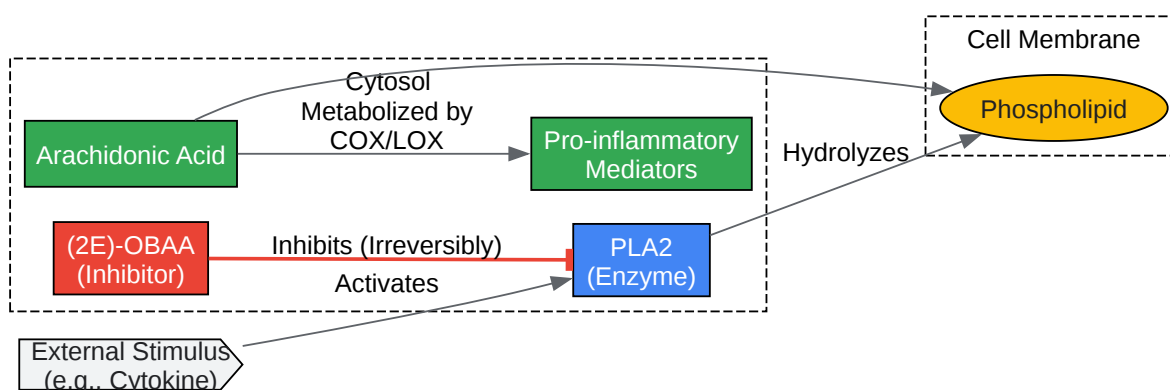 Cell Membrane
Phospholipid
Cytosol
Metabolized by
COX/LOX
Arachidonic Acid
Pro-inflammatory
Mediators
Hydrolyzes
(2E)-OBAA
(Inhibitor)
Inhibits (Irreversibly)
PLA2
(Enzyme)
Activates
External Stimulus
(e.g., Cytokine)